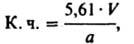 К. ч. = 5,61 · V / a,